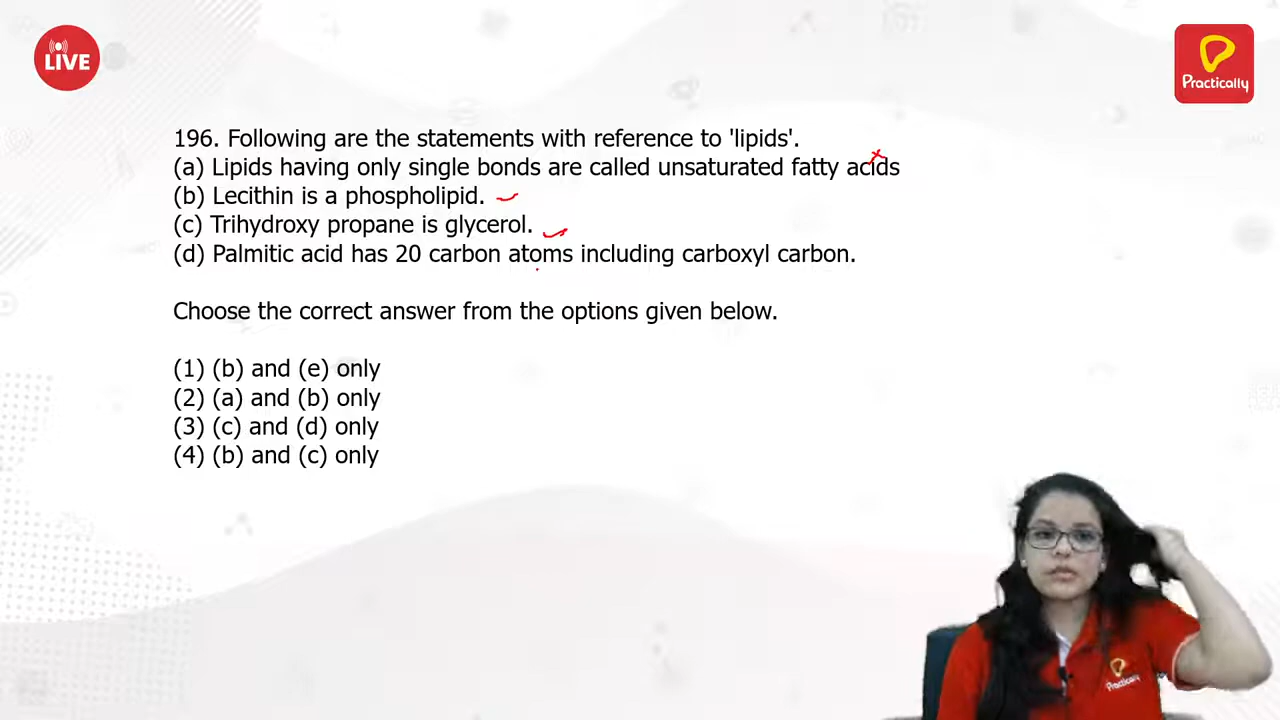 LIVE
Practically
196. Following are the statements with reference to 'lipids'.
(a) Lipids having only single bonds are called unsaturated fatty acids
(b) Lecithin is a phospholipid.
(c) Trihydroxy propane is glycerol.
(d) Palmitic acid has 20 carbon atoms including carboxyl carbon.
Choose the correct answer from the options given below.
(1) (b) and (e) only
(2) (a) and (b) only
(3) (c) and (d) only
(4) (b) and (c) only
Practically